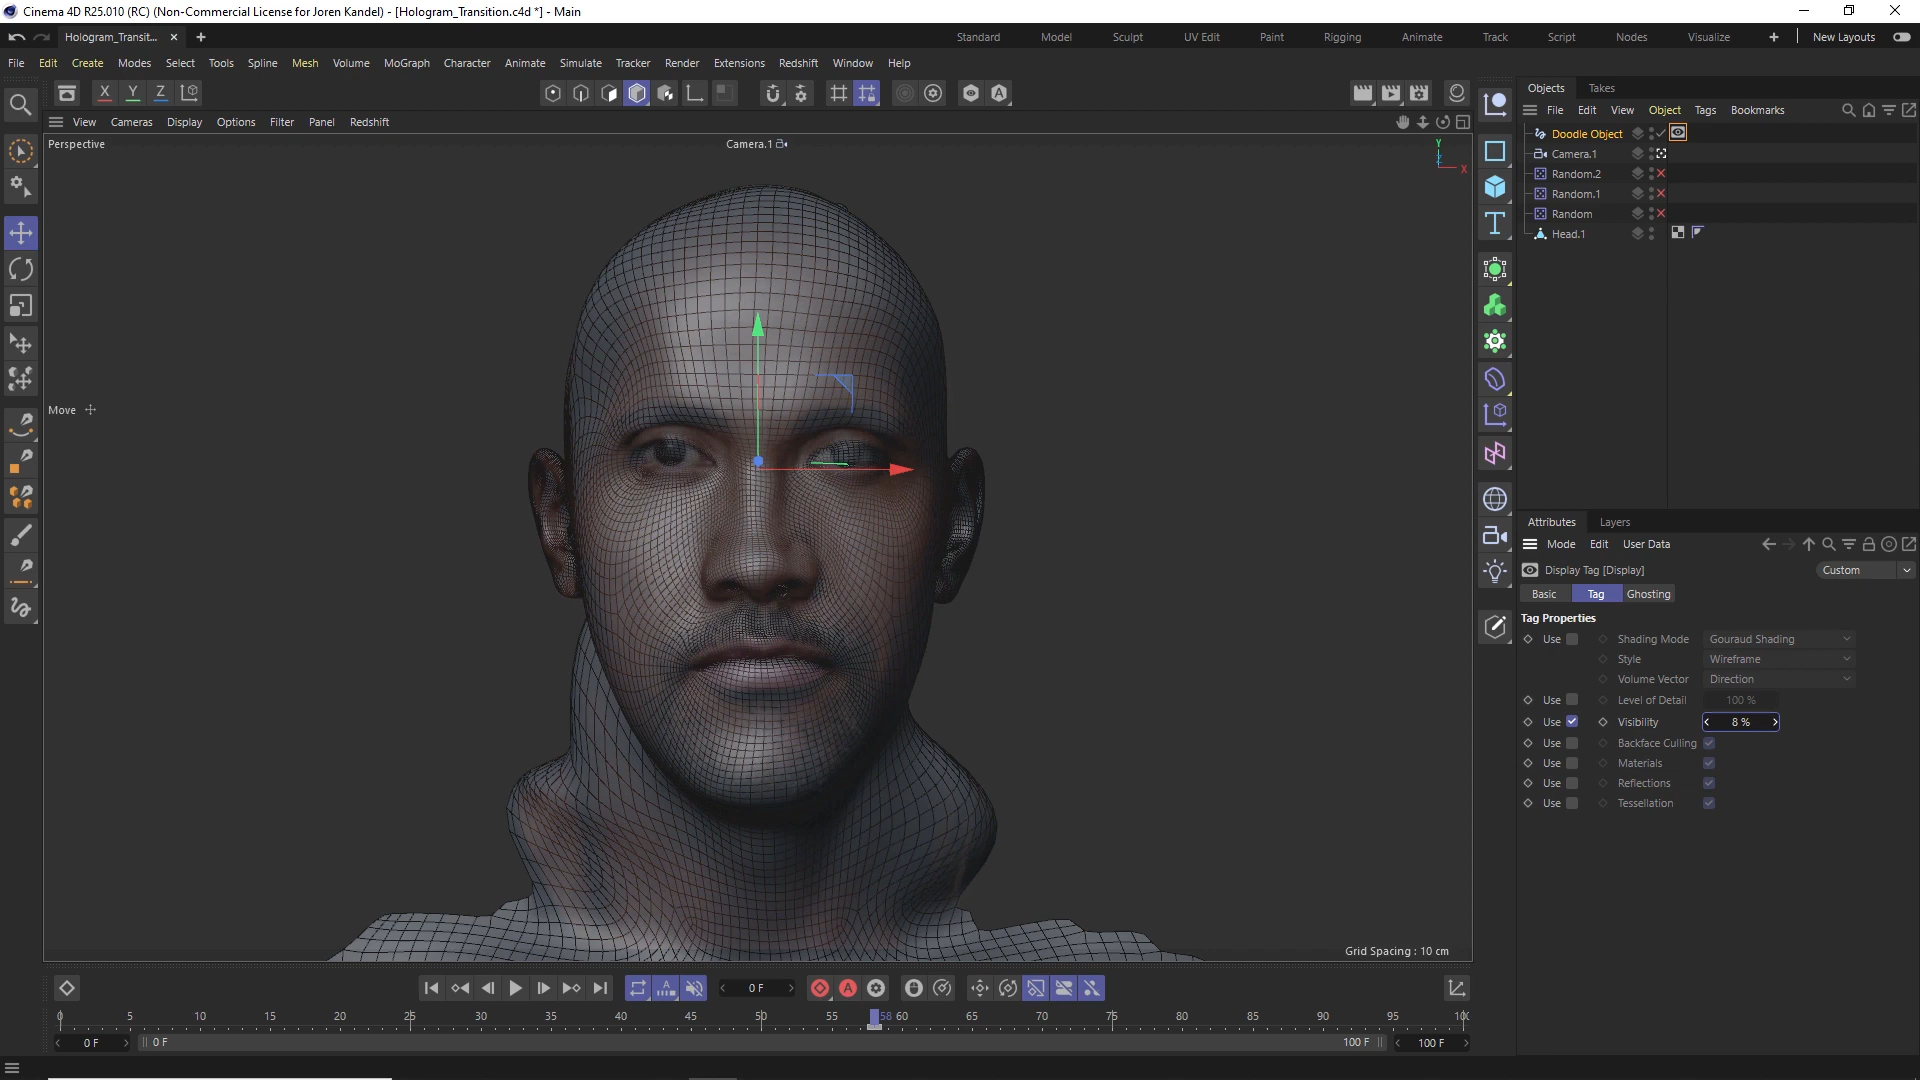 Cinema 4D R25.010 (RC) (Non-Commercial License for Joren Kandel) - [Hologram_Transition.c4d *] - Main
Hologram_Transit...
Standard Model Sculpt UV Edit Paint Rigging Animate Track Script Nodes Visualize New Layouts
File Edit Create Modes Select Tools Spline Mesh Volume MoGraph Character Animate Simulate Tracker Render Extensions Redshift Window Help
X Y Z
View Cameras Display Options Filter Panel Redshift
Perspective
Camera.1
Y
Z
X
Move
Grid Spacing : 10 cm
Objects Takes
File Edit View Object Tags Bookmarks
Doodle Object
Camera.1
Random.2
Random.1
Random
Head.1
Attributes Layers
Mode Edit User Data
Display Tag [Display]
Custom
Basic Tag Ghosting
Tag Properties
Use Shading Mode Gouraud Shading
Style Wireframe
Volume Vector Direction
Use Level of Detail 100 %
Use Visibility 8 %
Use Backface Culling
Use Materials
Use Reflections
Use Tessellation
0 F
0 5 10 15 20 25 30 35 40 45 50 55 58 60 65 70 75 80 85 90 95 100
0 F 0 F 100 F 100 F